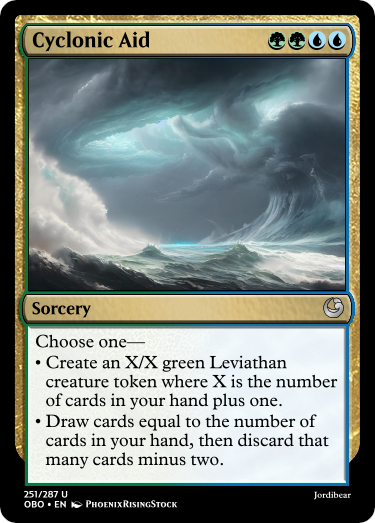 Cyclonic Aid
Sorcery
Choose one—
• Create an X/X green Leviathan
creature token where X is the number
of cards in your hand plus one.
• Draw cards equal to the number of
cards in your hand, then discard that
many cards minus two.
251/287 U
OBO • EN PhoenixRisingStock
Jordibear